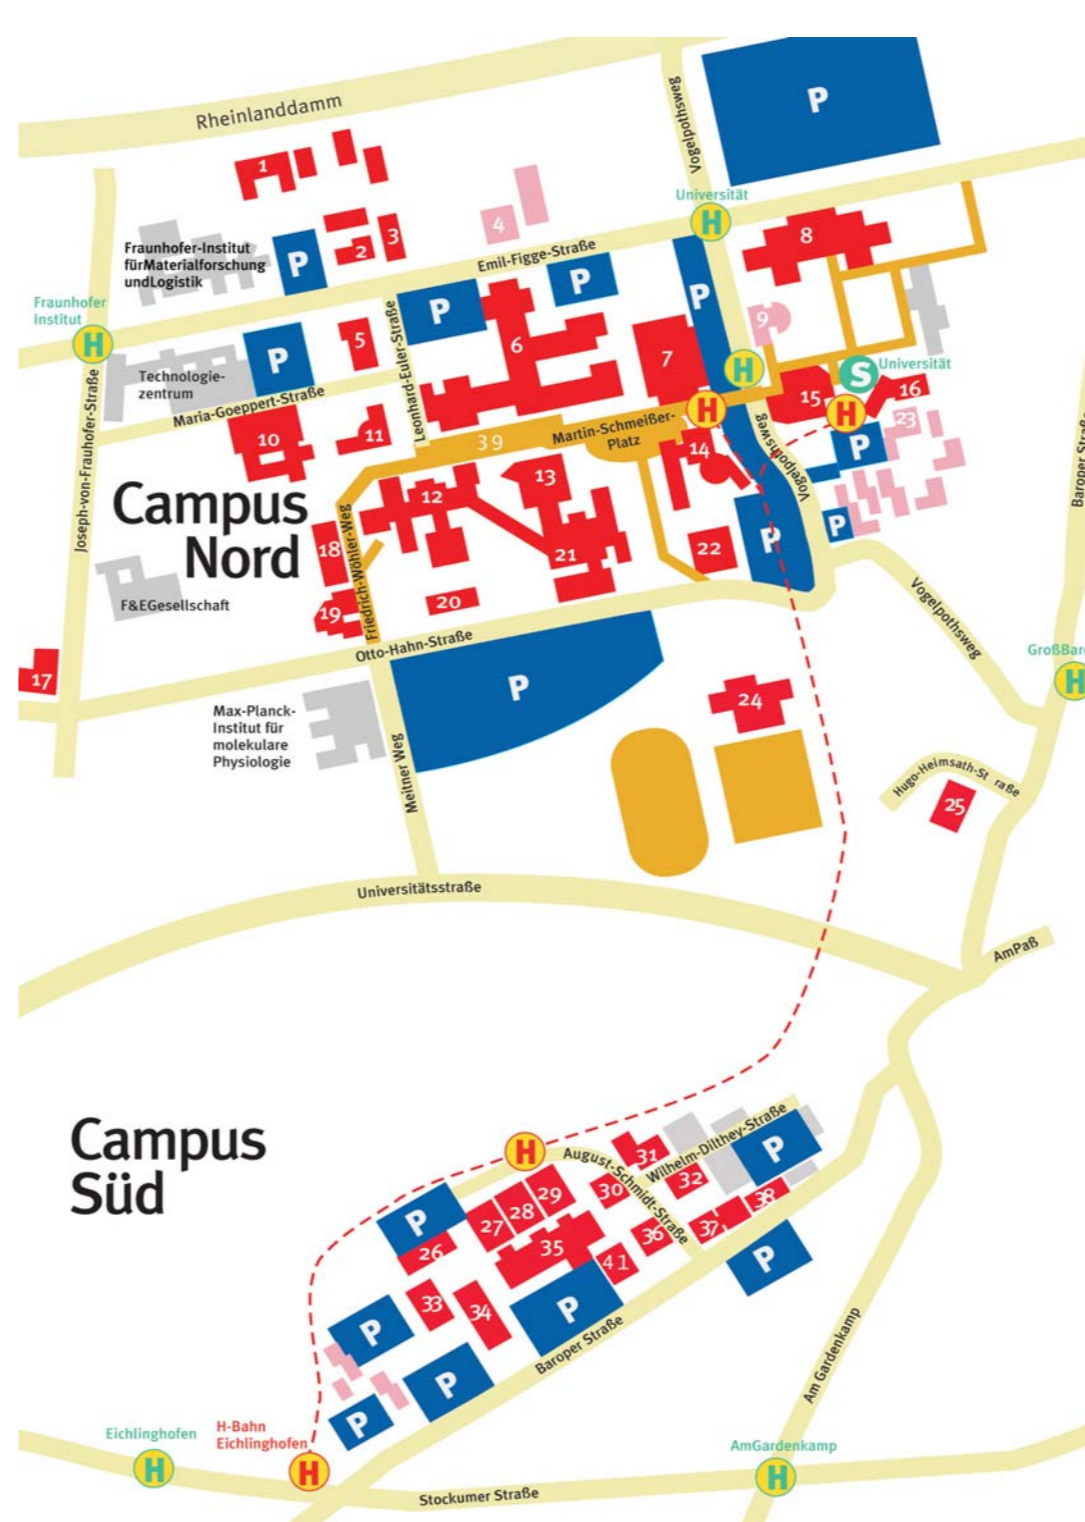 Rheinlanddamm
Vogelpothsweg
P
1
Universität
H
4
8
3
2
Fraunhofer-Institut
fürMaterialforschung
undLogistik
P
Emil-Figge-Straße
P
P
P
Fraunhofer
Institut
H
Joseph-von-Frauhofer-Straße
Technologie-
zentrum
P
5
Leonhard-Euler-Straße
6
7
9
H
S
Universität
Maria-Goeppert-Straße
10
11
39
Martin-Schmeißer-
Platz
H
15
H
16
23
Baroper Straße
14
Vogelpothsweg
P
Campus
Nord
12
13
18
Friedrich-Wöhler-Weg
21
22
P
P
F&EGesellschaft
19
20
Otto-Hahn-Straße
Vogelpothsweg
GroßBar
H
17
Max-Planck-
Institut für
molekulare
Physiologie
P
Meitner Weg
24
Hugo-Heimsath-St raße
25
Universitätsstraße
AmPaß
Campus
Süd
H
August-Schmidt-Straße
Wilhelm-Dilthey-Straße
P
31
32
30
29
28
27
P
26
35
36
37
38
41
P
33
34
P
P
P
P
Baroper Straße
Am Gardenkamp
Eichlinghofen
H
H-Bahn
Eichlinghofen
H
AmGardenkamp
H
Stockumer Straße